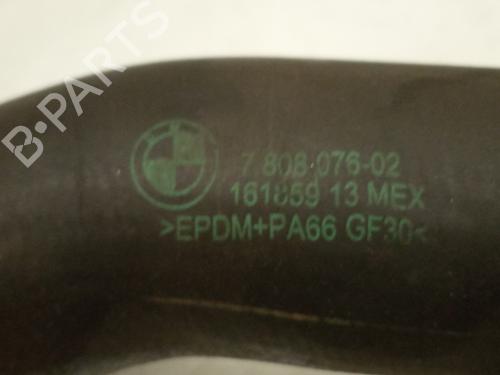 B-PARTS
7 808 076-02
161859 13 MEX
>EPDM+PA66 GF30<